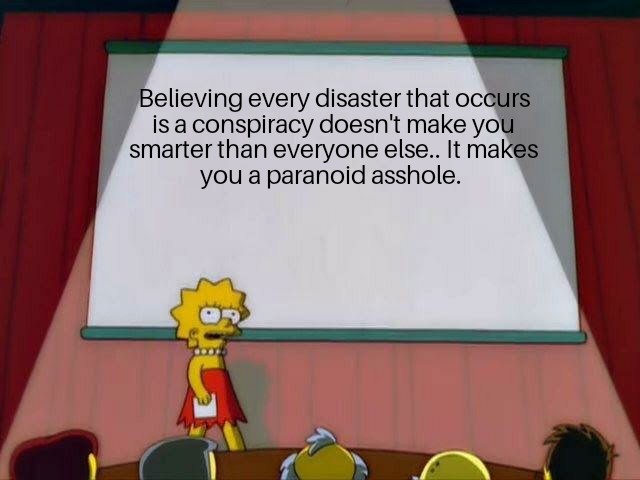 Believing every disaster that occurs
is a conspiracy doesn't make you
smarter than everyone else.. It makes
you a paranoid asshole.